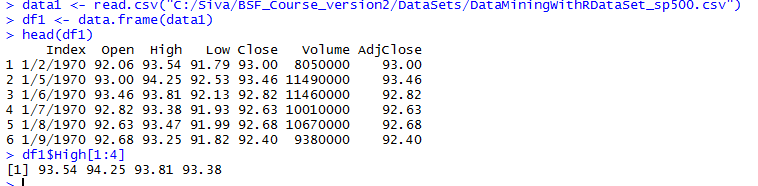 > data1 <- read.csv("C:/Siva/BSF_Course_version2/DataSets/DataMiningWithRDataSet_sp500.csv")
> df1 <- data.frame(data1)
> head(df1)
     Index  Open  High   Low Close   Volume AdjClose
1 1/2/1970 92.06 93.54 91.79 93.00  8050000    93.00
2 1/5/1970 93.00 94.25 92.53 93.46 11490000    93.46
3 1/6/1970 93.46 93.81 92.13 92.82 11460000    92.82
4 1/7/1970 92.82 93.38 91.93 92.63 10010000    92.63
5 1/8/1970 92.63 93.47 91.99 92.68 10670000    92.68
6 1/9/1970 92.68 93.25 91.82 92.40  9380000    92.40
> df1$High[1:4]
[1] 93.54 94.25 93.81 93.38
>